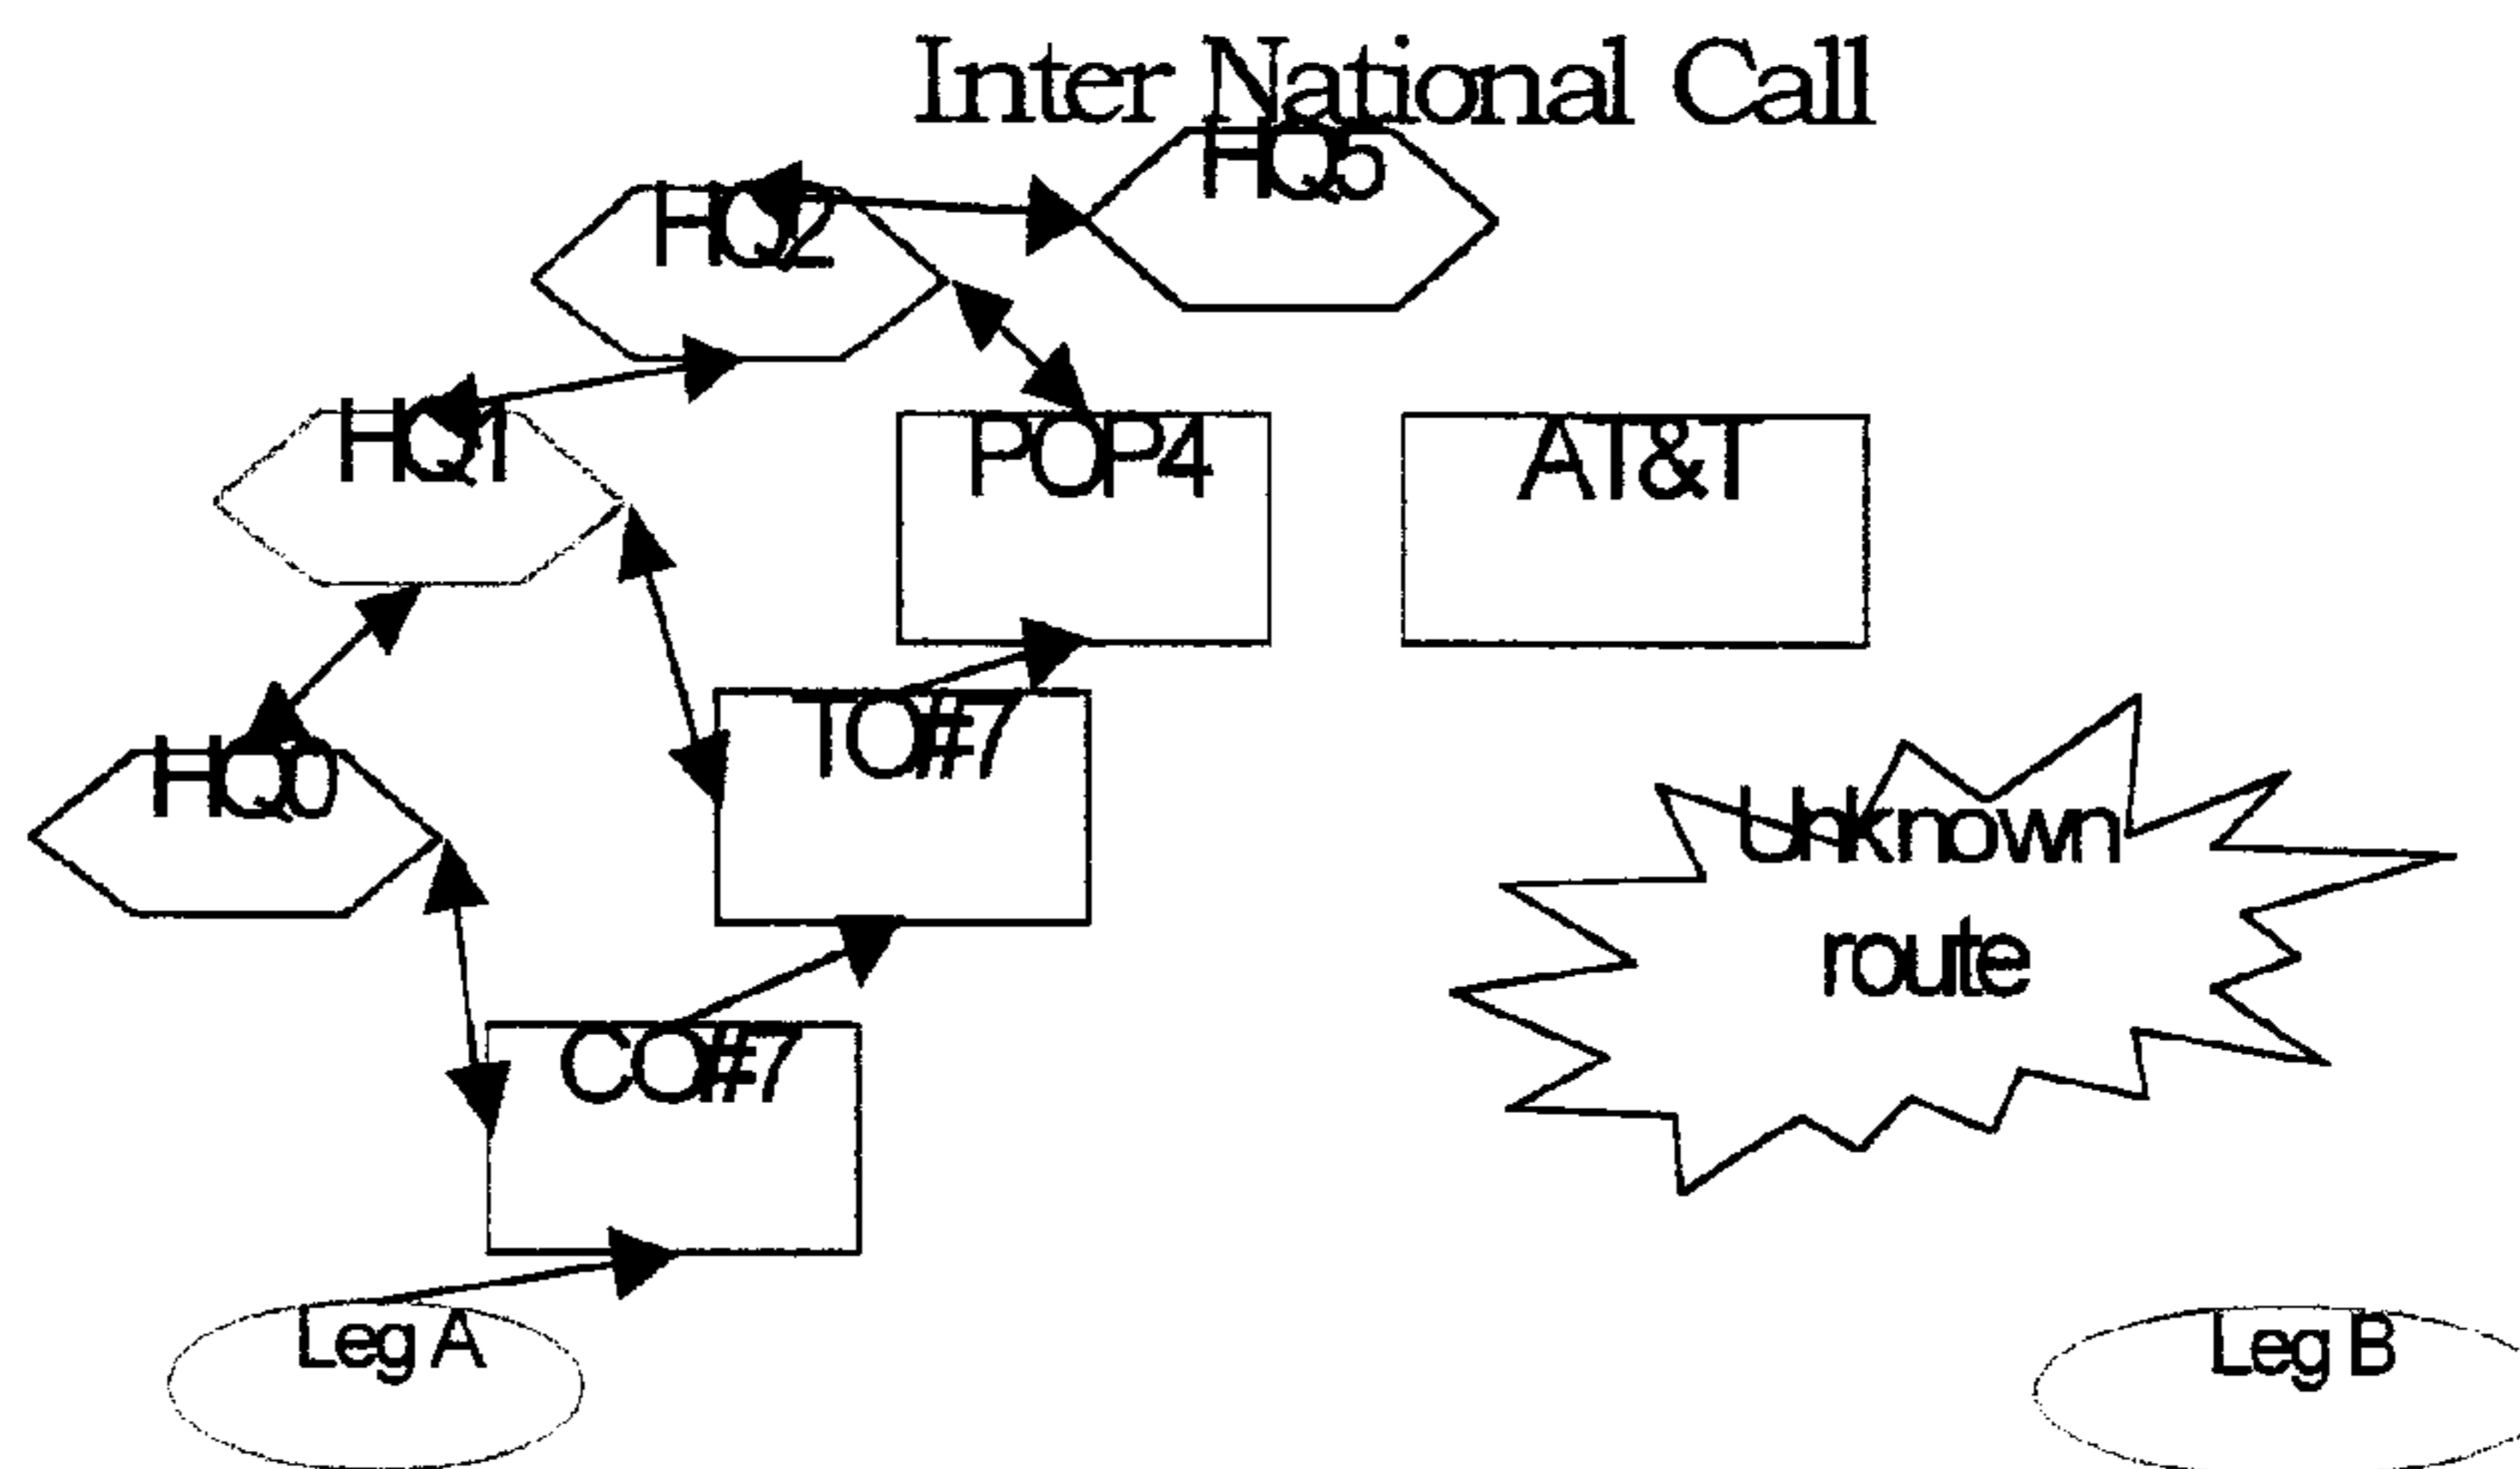 Inter National Call
HQ5
HQ2
HQ1
POP4
AT&T
TO#7
HQ0
Unknown
route
CO#7
Leg A
Leg B